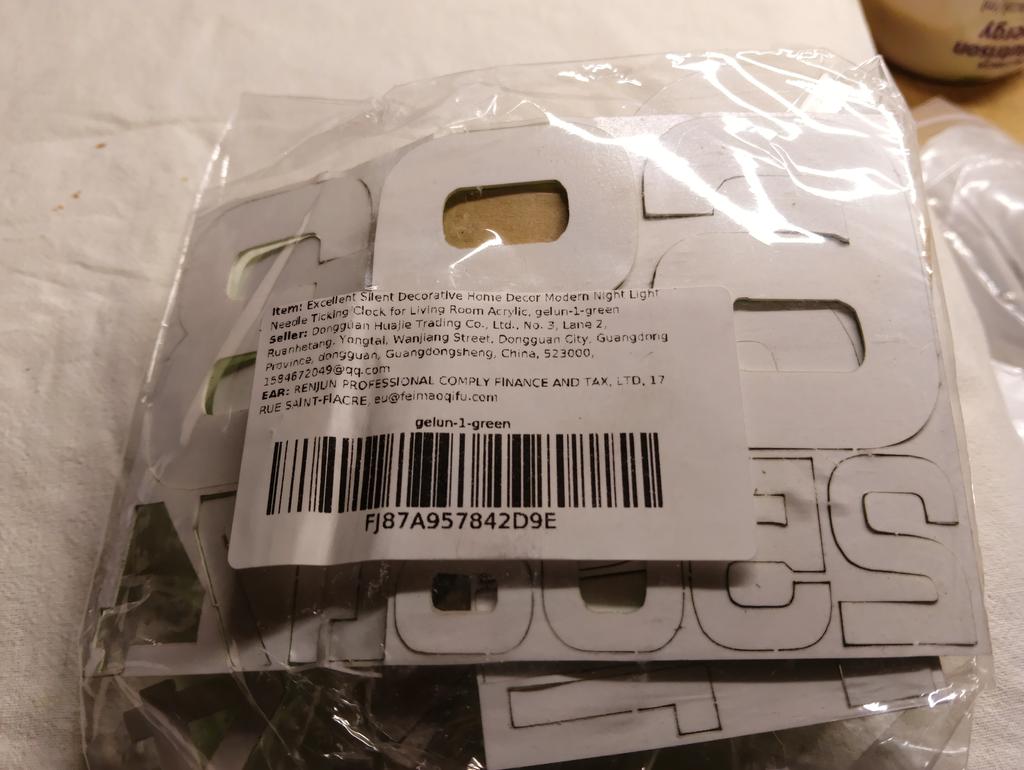 Item: Excellent Silent Decorative Home Decor Modern Night Light
Needle Ticking Clock for Living Room Acrylic, gelun-1-green
Seller: Dongguan Huajie Trading Co., Ltd., No. 3, Lane 2,
Ruanhetang, Yongtai, Wanjiang Street, Dongguan City, Guangdong
Province, dongguan, Guangdongsheng, China, 523000,
1584672049@qq.com
EAR: RENJUN PROFESSIONAL COMPLY FINANCE AND TAX, LTD, 17
RUE SAINT-FIACRE, eu@feimaoqifu.com
gelun-1-green
FJ87A957842D9E